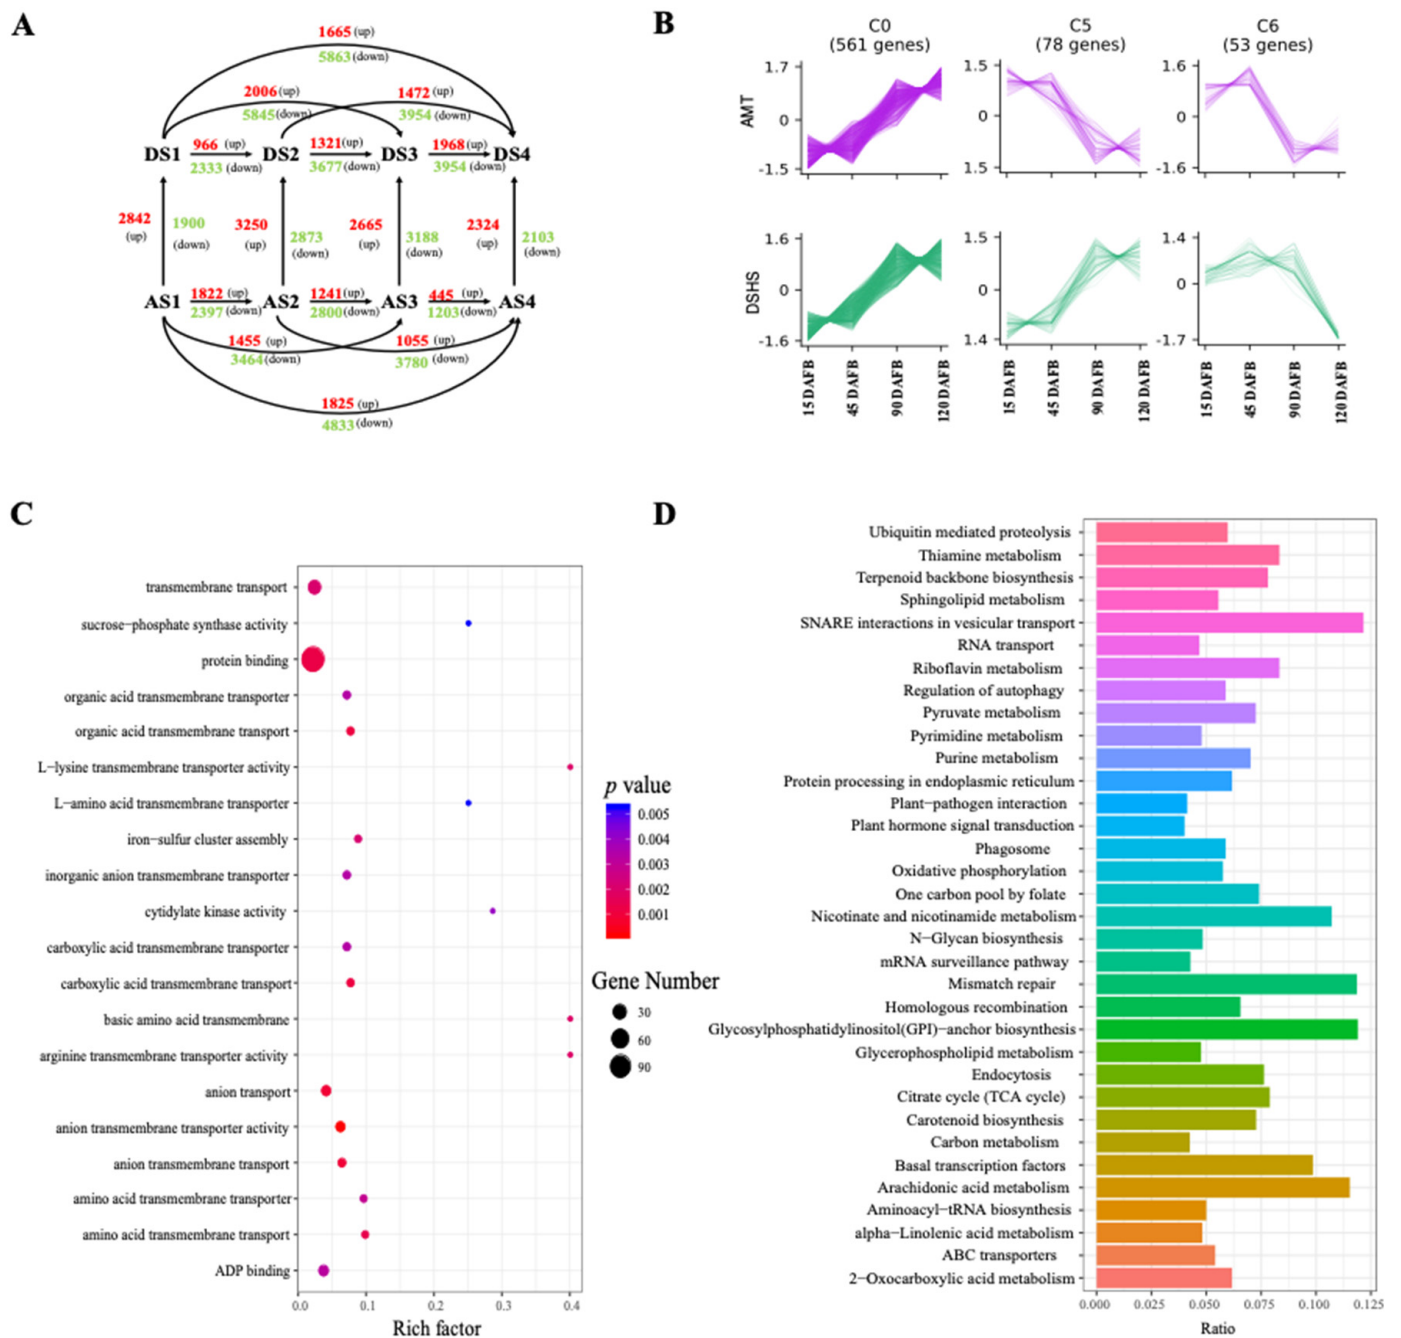 A
1665 (up)
5863(down)
2006 (up)
5845(down)
1472 (up)
3954 (down)
DS1
966 (up)
2333 (down)
DS2
1321(up)
3677(down)
DS3
1968(up)
3954(down)
DS4
2842
(up)
1900
(down)
3250
(up)
2873
(down)
2665
(up)
3188
(down)
2324
(up)
2103
(down)
AS1
1822 (up)
2397(down)
AS2
1241(up)
2800(down)
AS3
445 (up)
1203(down)
AS4
1455 (up)
3464(down)
1055 (up)
3780 (down)
1825 (up)
4833(down)
B
C0
(561 genes)
C5
(78 genes)
C6
(53 genes)
AMT
1.7
0
-1.5
1.5
0
1.5
1.6
0
-1.6
DSHS
1.6
0
-1.6
1.5
0
1.4
1.4
0
-1.7
15 DAFB
45 DAFB
90 DAFB
120 DAFB
15 DAFB
45 DAFB
90 DAFB
120 DAFB
15 DAFB
45 DAFB
90 DAFB
120 DAFB
C
transmembrane transport
sucrose−phosphate synthase activity
protein binding
organic acid transmembrane transporter
organic acid transmembrane transport
L−lysine transmembrane transporter activity
L−amino acid transmembrane transporter
iron−sulfur cluster assembly
inorganic anion transmembrane transporter
cytidylate kinase activity
carboxylic acid transmembrane transporter
carboxylic acid transmembrane transport
basic amino acid transmembrane
arginine transmembrane transporter activity
anion transport
anion transmembrane transporter activity
anion transmembrane transport
amino acid transmembrane transporter
amino acid transmembrane transport
ADP binding
0.0 0.1 0.2 0.3 0.4
Rich factor
p value
0.005
0.004
0.003
0.002
0.001
Gene Number
30
60
90
D
Ubiquitin mediated proteolysis
Thiamine metabolism
Terpenoid backbone biosynthesis
Sphingolipid metabolism
SNARE interactions in vesicular transport
RNA transport
Riboflavin metabolism
Regulation of autophagy
Pyruvate metabolism
Pyrimidine metabolism
Purine metabolism
Protein processing in endoplasmic reticulum
Plant−pathogen interaction
Plant hormone signal transduction
Phagosome
Oxidative phosphorylation
One carbon pool by folate
Nicotinate and nicotinamide metabolism
N−Glycan biosynthesis
mRNA surveillance pathway
Mismatch repair
Homologous recombination
Glycosylphosphatidylinositol(GPI)−anchor biosynthesis
Glycerophospholipid metabolism
Endocytosis
Citrate cycle (TCA cycle)
Carotenoid biosynthesis
Carbon metabolism
Basal transcription factors
Arachidonic acid metabolism
Aminoacyl−tRNA biosynthesis
alpha−Linolenic acid metabolism
ABC transporters
2−Oxocarboxylic acid metabolism
0.000 0.025 0.050 0.075 0.100 0.125
Ratio